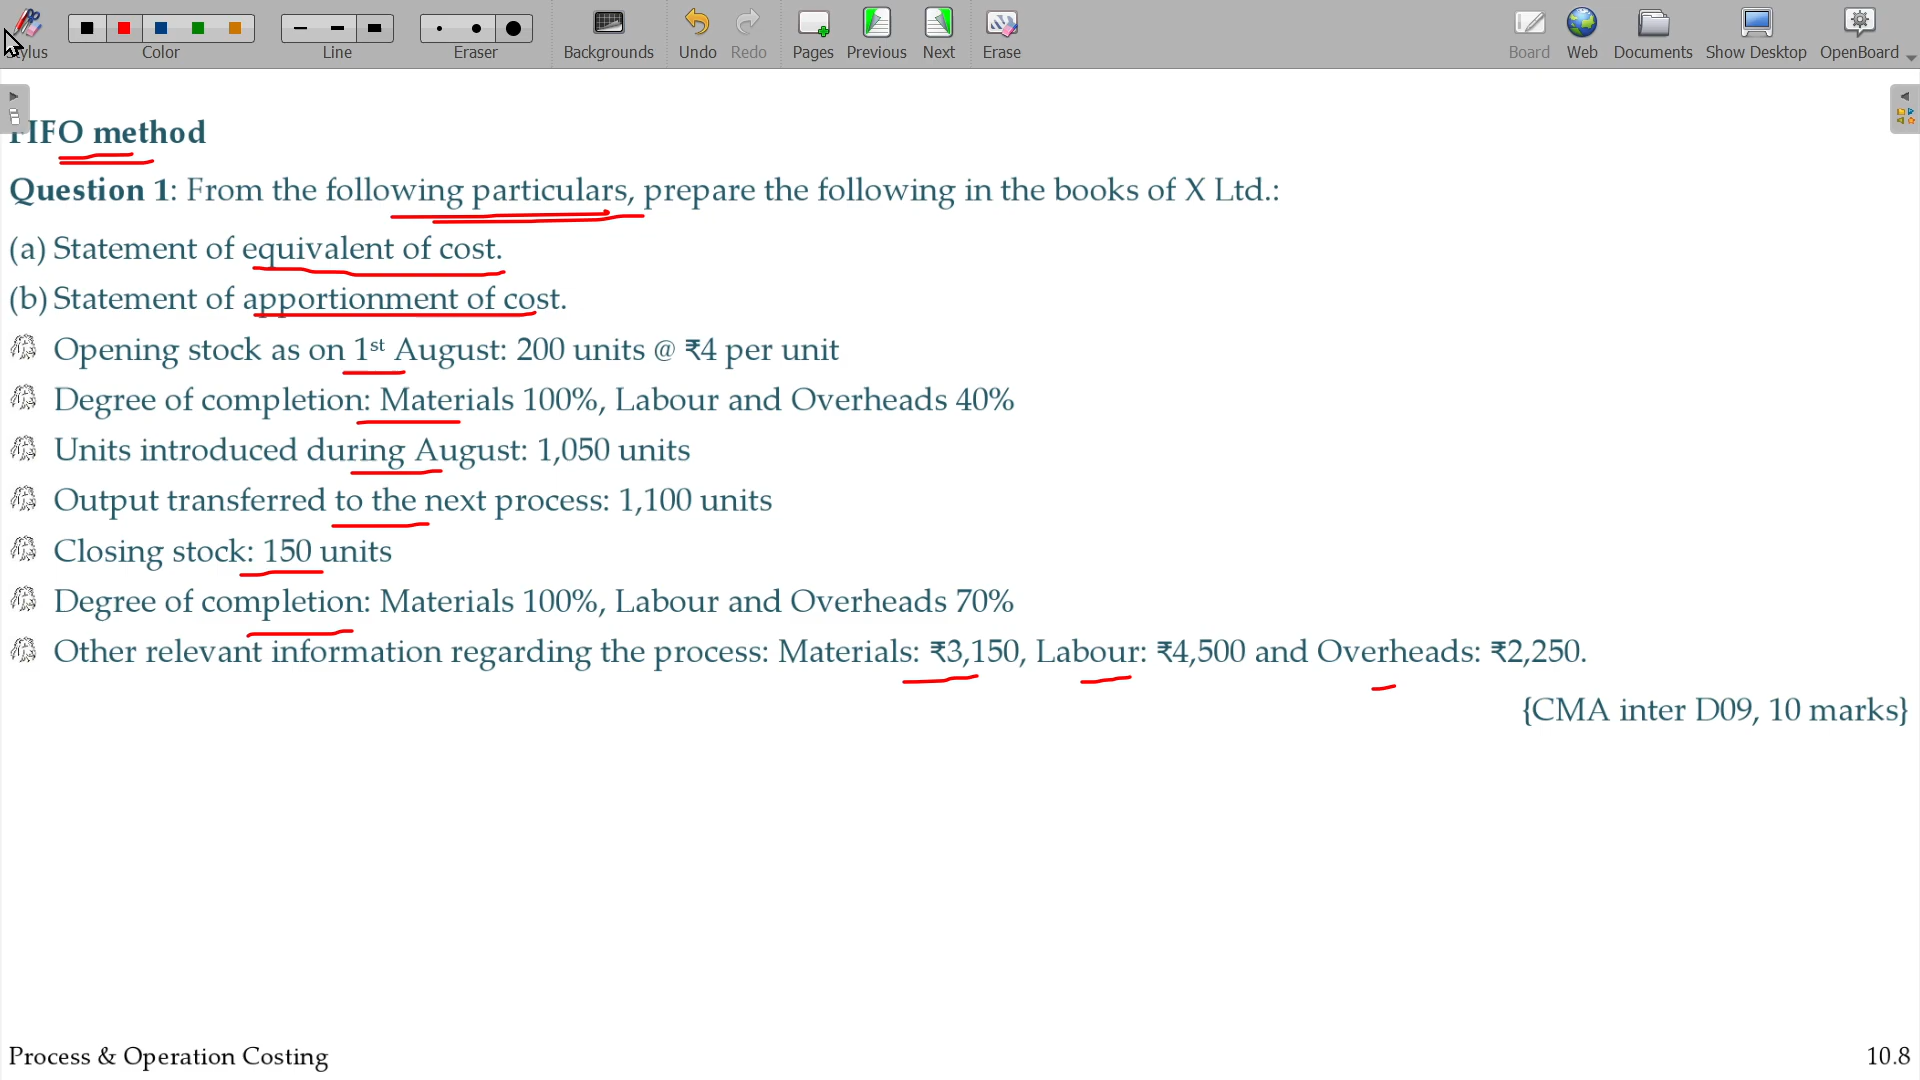 Stylus
Color
Line
Eraser
Backgrounds
Undo
Redo
Pages
Previous
Next
Erase
Board
Web
Documents
Show Desktop
OpenBoard
FIFO method
Question 1: From the following particulars, prepare the following in the books of X Ltd.:
(a) Statement of equivalent of cost.
(b) Statement of apportionment of cost.
Opening stock as on 1st August: 200 units @ ₹4 per unit
Degree of completion: Materials 100%, Labour and Overheads 40%
Units introduced during August: 1,050 units
Output transferred to the next process: 1,100 units
Closing stock: 150 units
Degree of completion: Materials 100%, Labour and Overheads 70%
Other relevant information regarding the process: Materials: ₹3,150, Labour: ₹4,500 and Overheads: ₹2,250.
{CMA inter D09, 10 marks}
Process & Operation Costing
10.8